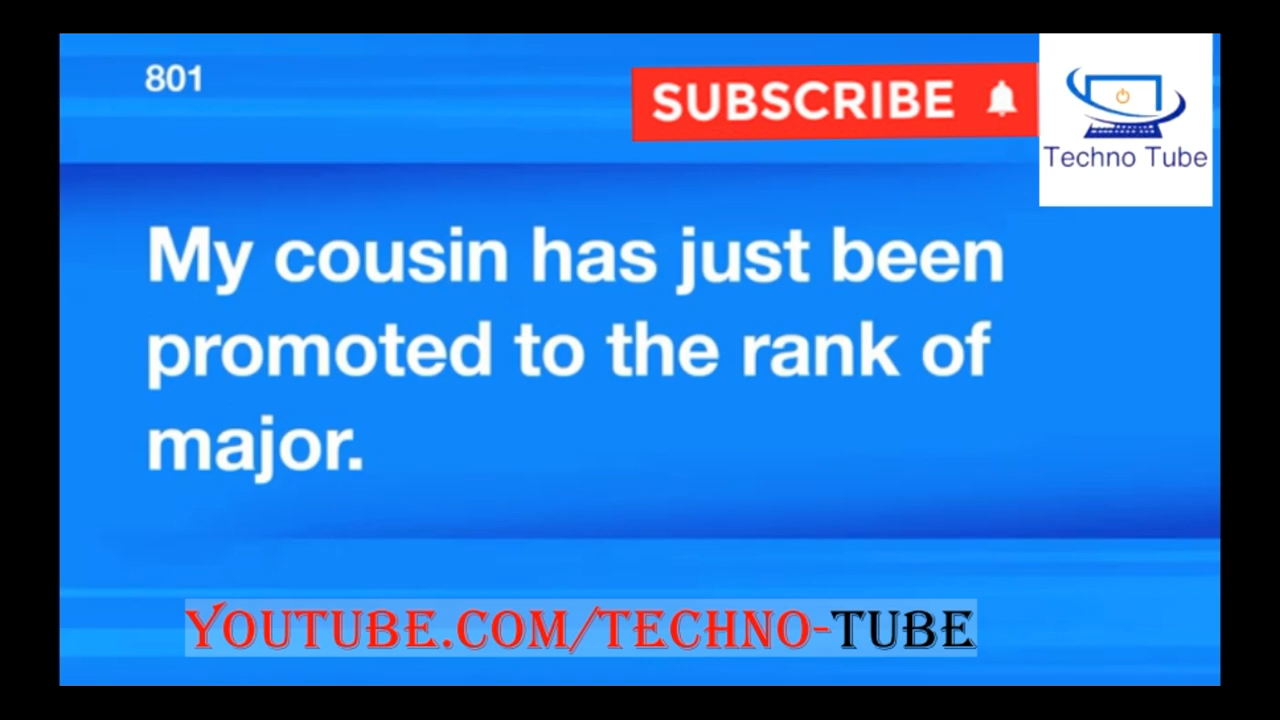 801
SUBSCRIBE
Techno Tube
My cousin has just been
promoted to the rank of
major.
YOUTUBE.COM/TECHNO-TUBE